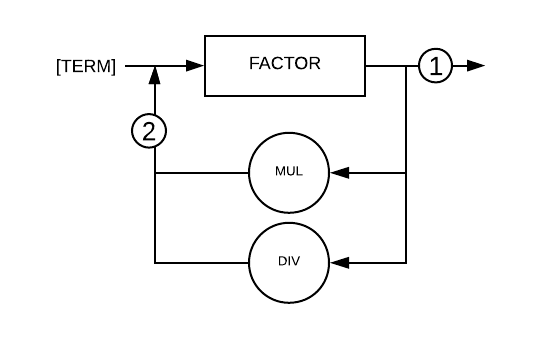 [TERM]
FACTOR
1
2
MUL
DIV